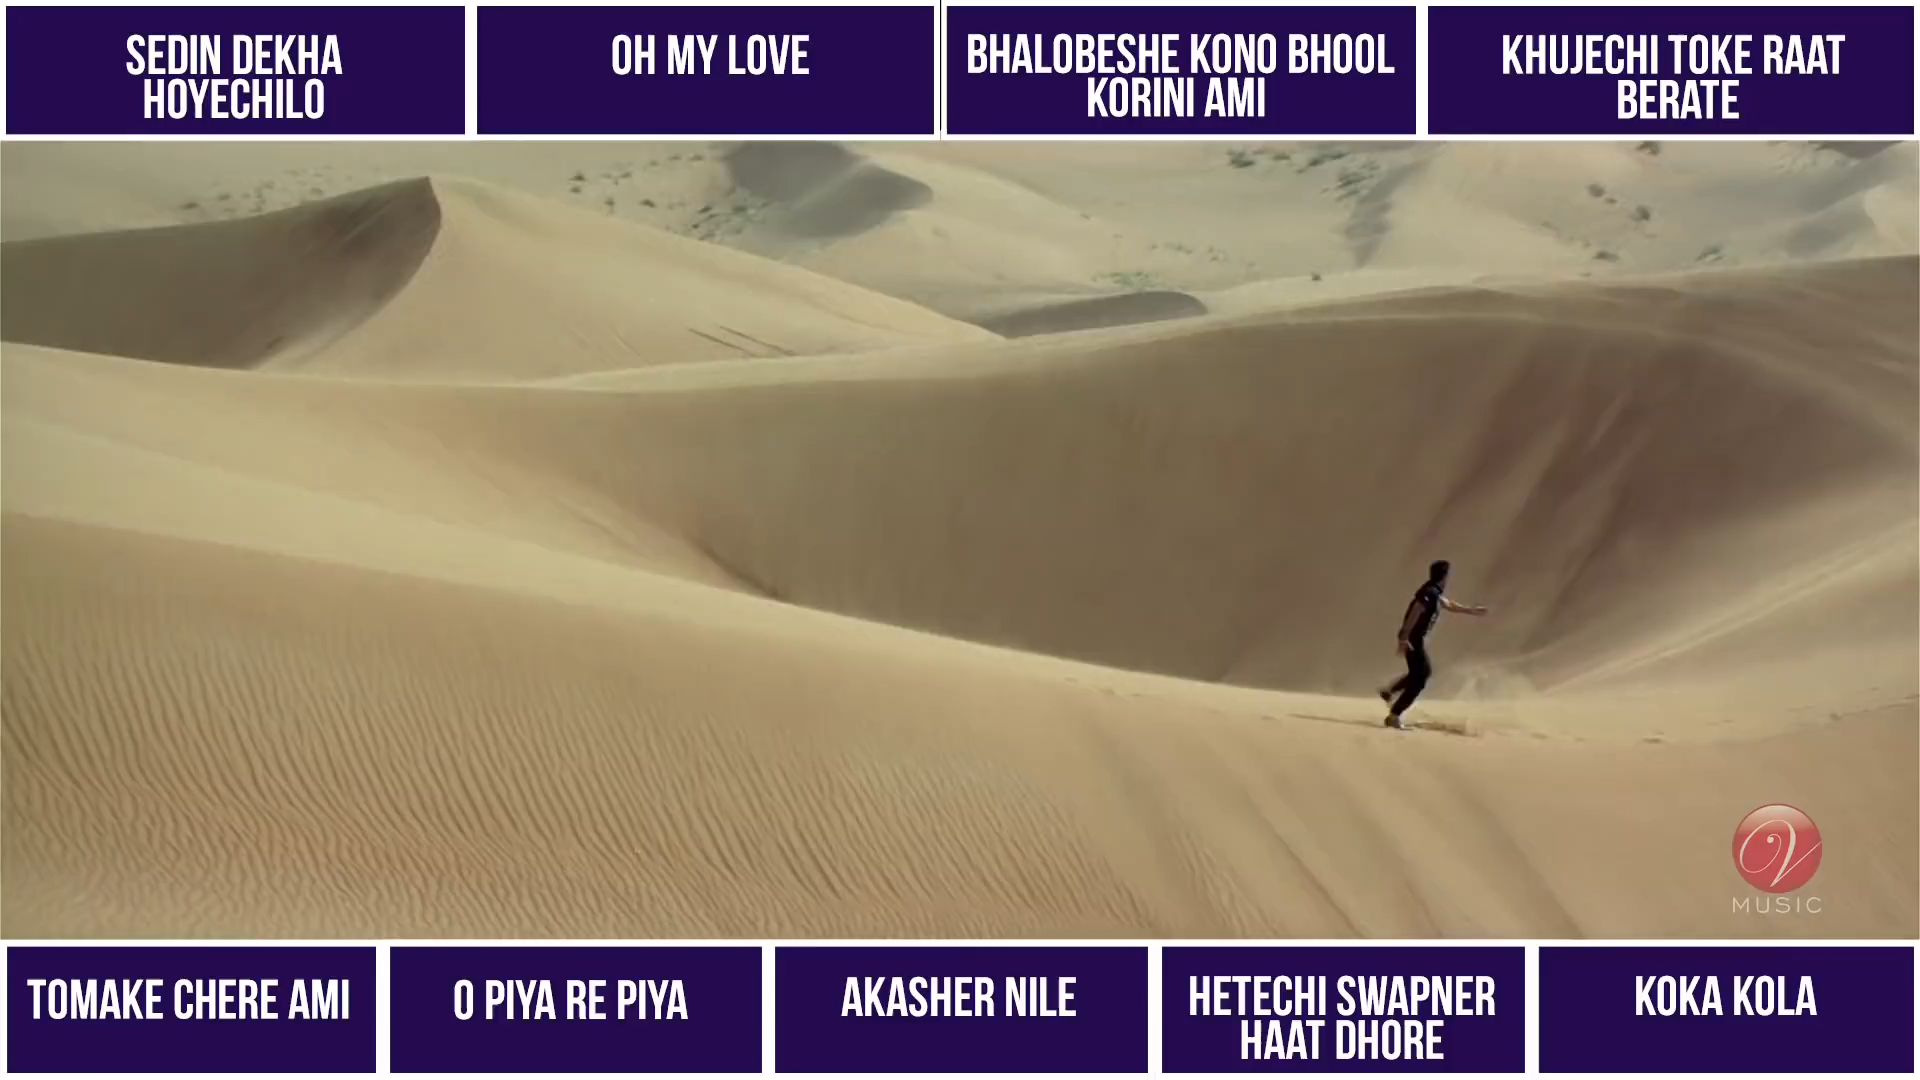 SEDIN DEKHA
HOYECHILO
OH MY LOVE
BHALOBESHE KONO BHOOL
KORINI AMI
KHUJECHI TOKE RAAT
BERATE
V
MUSIC
TOMAKE CHERE AMI
O PIYA RE PIYA
AKASHER NILE
HETECHI SWAPNER
HAAT DHORE
KOKA KOLA